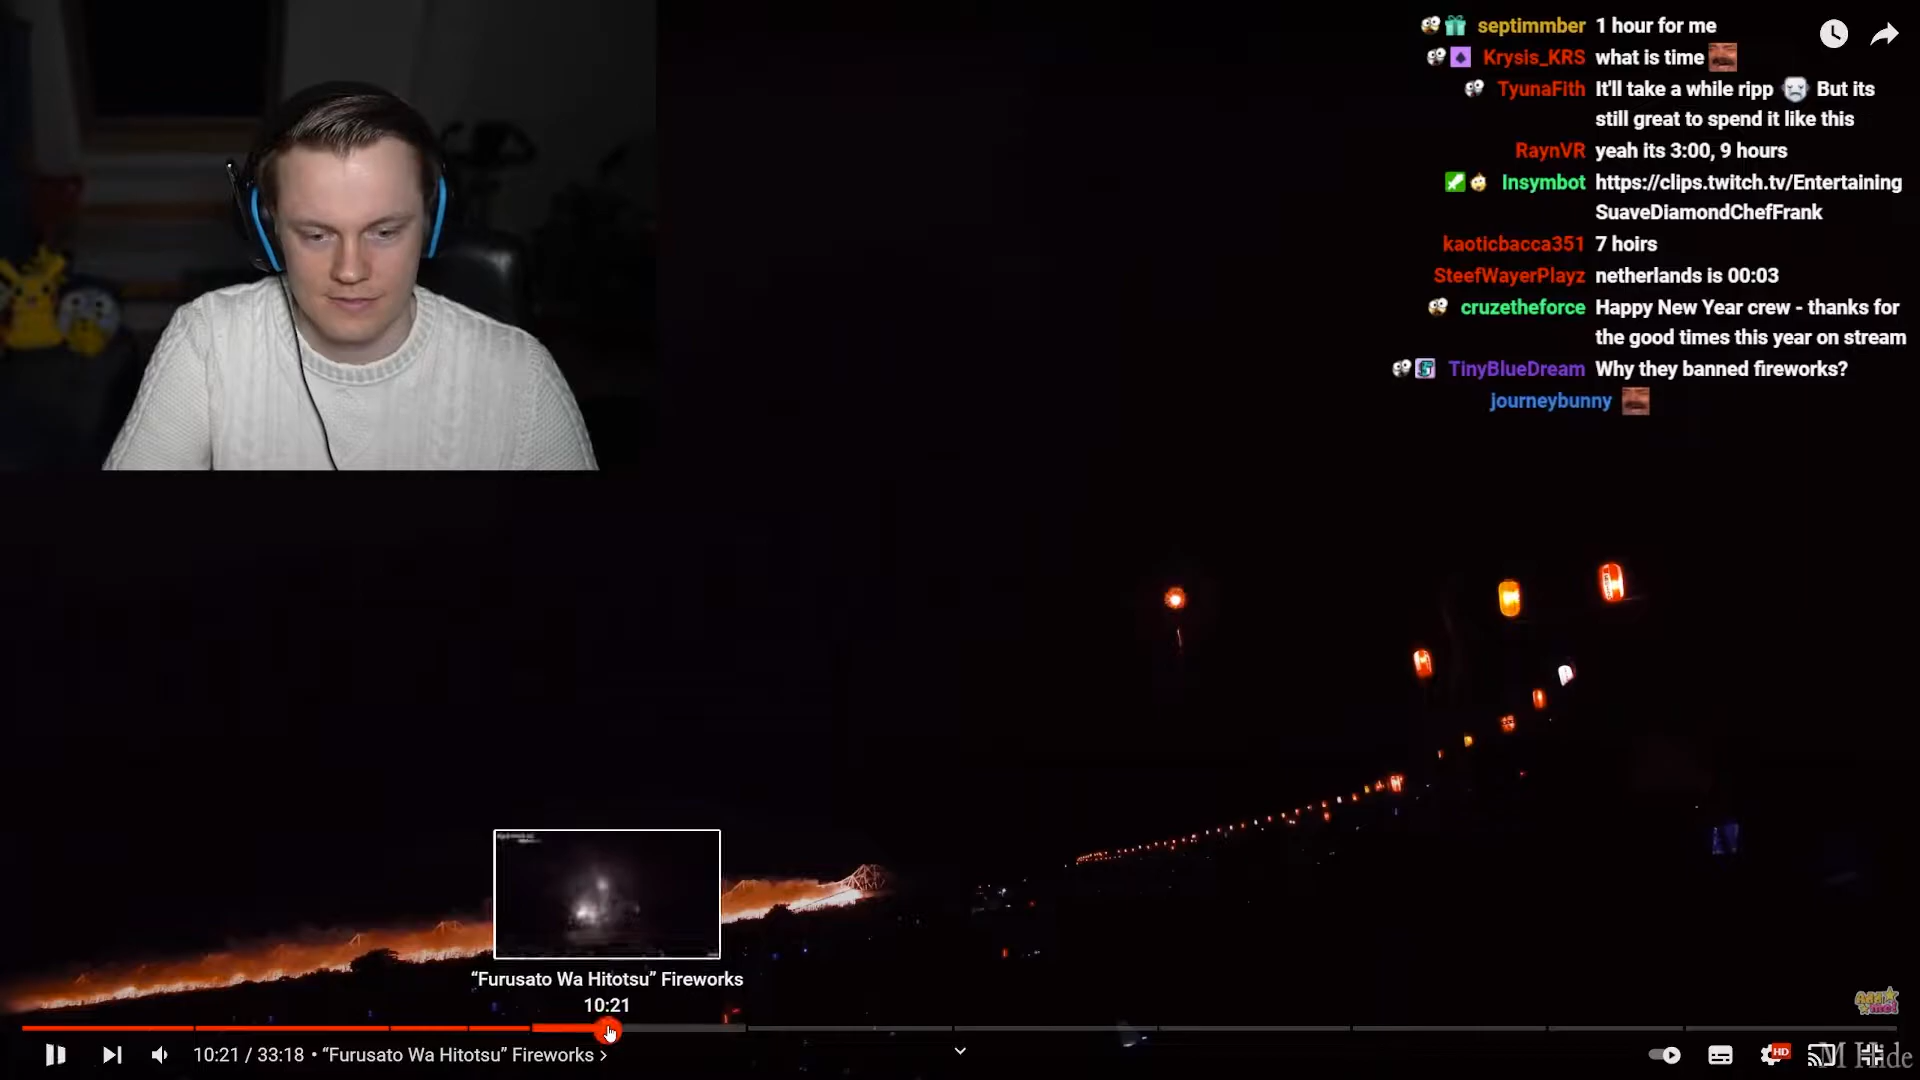 septimmber 1 hour for me
Krysis_KRS what is time
TyunaFith It'll take a while ripp But its
still great to spend it like this
RaynVR yeah its 3:00, 9 hours
Insymbot https://clips.twitch.tv/Entertaining
SuaveDiamondChefFrank
kaoticbacca351 7 hoirs
SteefWayerPlayz netherlands is 00:03
cruzetheforce Happy New Year crew - thanks for
the good times this year on stream
TinyBlueDream Why they banned fireworks?
journeybunny
“Furusato Wa Hitotsu” Fireworks
10:21
10:21 / 33:18 • “Furusato Wa Hitotsu” Fireworks ›
HD
M Hide